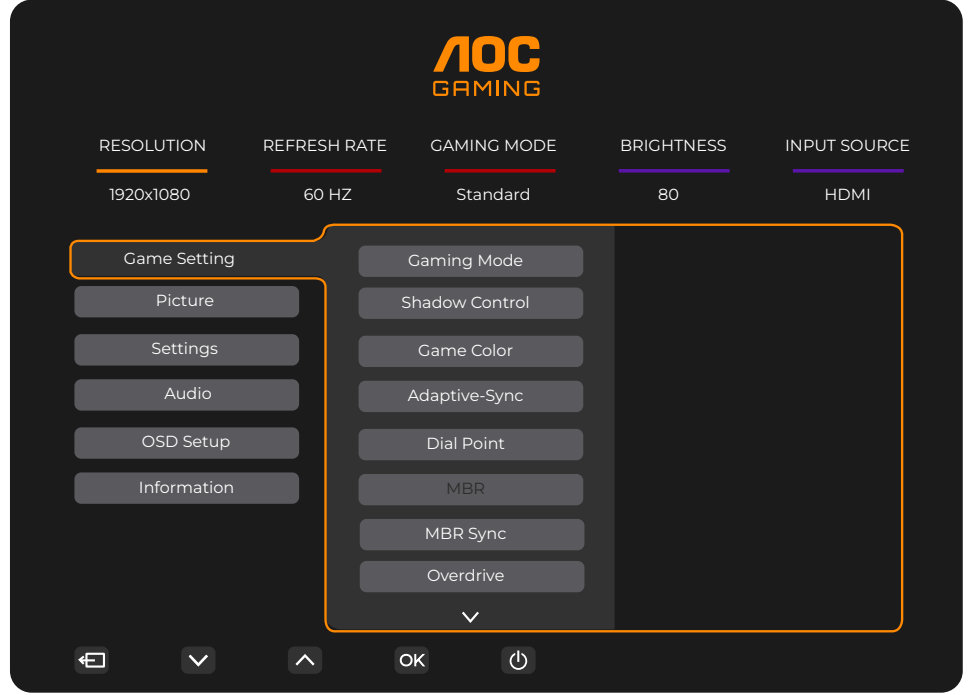 AOC
GAMING
RESOLUTION REFRESH RATE GAMING MODE BRIGHTNESS INPUT SOURCE
1920x1080 60 HZ Standard 80 HDMI
Game Setting
Picture
Settings
Audio
OSD Setup
Information
Gaming Mode
Shadow Control
Game Color
Adaptive-Sync
Dial Point
MBR
MBR Sync
Overdrive
OK